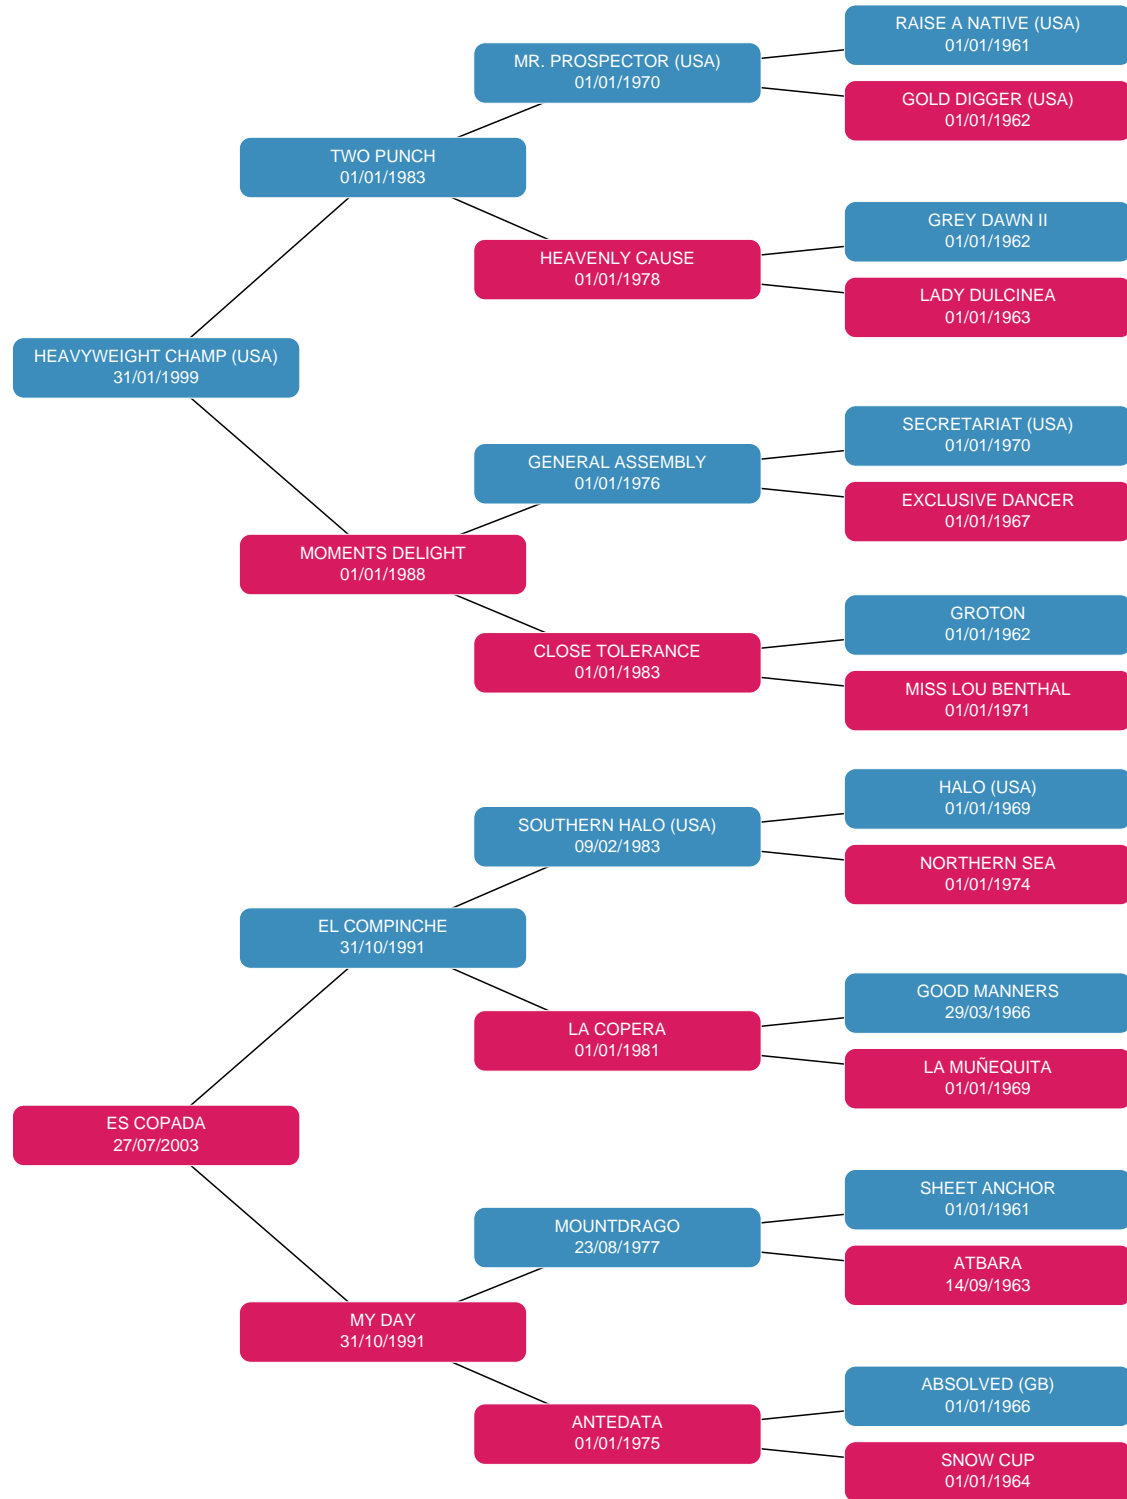 RAISE A NATIVE (USA)
01/01/1961
MR. PROSPECTOR (USA)
01/01/1970
GOLD DIGGER (USA)
01/01/1962
TWO PUNCH
01/01/1983
GREY DAWN II
01/01/1962
HEAVENLY CAUSE
01/01/1978
LADY DULCINEA
01/01/1963
HEAVYWEIGHT CHAMP (USA)
31/01/1999
SECRETARIAT (USA)
01/01/1970
GENERAL ASSEMBLY
01/01/1976
EXCLUSIVE DANCER
01/01/1967
MOMENTS DELIGHT
01/01/1988
GROTON
01/01/1962
CLOSE TOLERANCE
01/01/1983
MISS LOU BENTHAL
01/01/1971
HALO (USA)
01/01/1969
SOUTHERN HALO (USA)
09/02/1983
NORTHERN SEA
01/01/1974
EL COMPINCHE
31/10/1991
GOOD MANNERS
29/03/1966
LA COPERA
01/01/1981
LA MUÑEQUITA
01/01/1969
ES COPADA
27/07/2003
SHEET ANCHOR
01/01/1961
MOUNTDRAGO
23/08/1977
ATBARA
14/09/1963
MY DAY
31/10/1991
ABSOLVED (GB)
01/01/1966
ANTEDATA
01/01/1975
SNOW CUP
01/01/1964